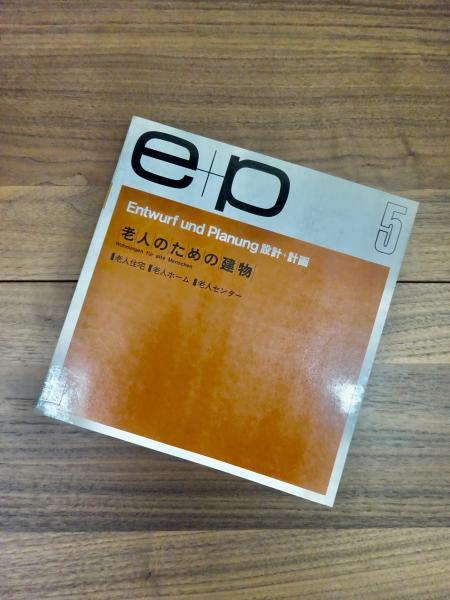 e+p
5
Entwurf und Planung 設計+計画
老人のための建物
Wohnungen für alte Menschen
老人住宅 老人ホーム 老人センター